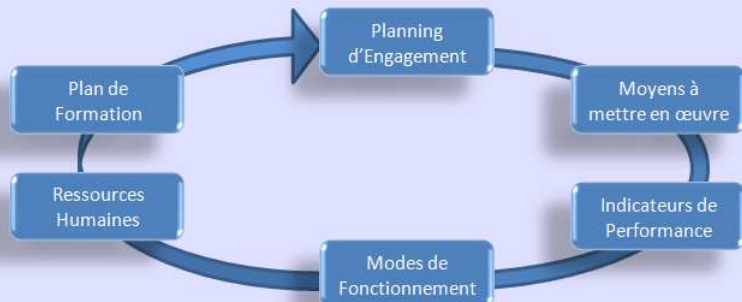 Planning
d'Engagement
Moyens à
mettre en œuvre
Indicateurs de
Performance
Modes de
Fonctionnement
Ressources
Humaines
Plan de
Formation